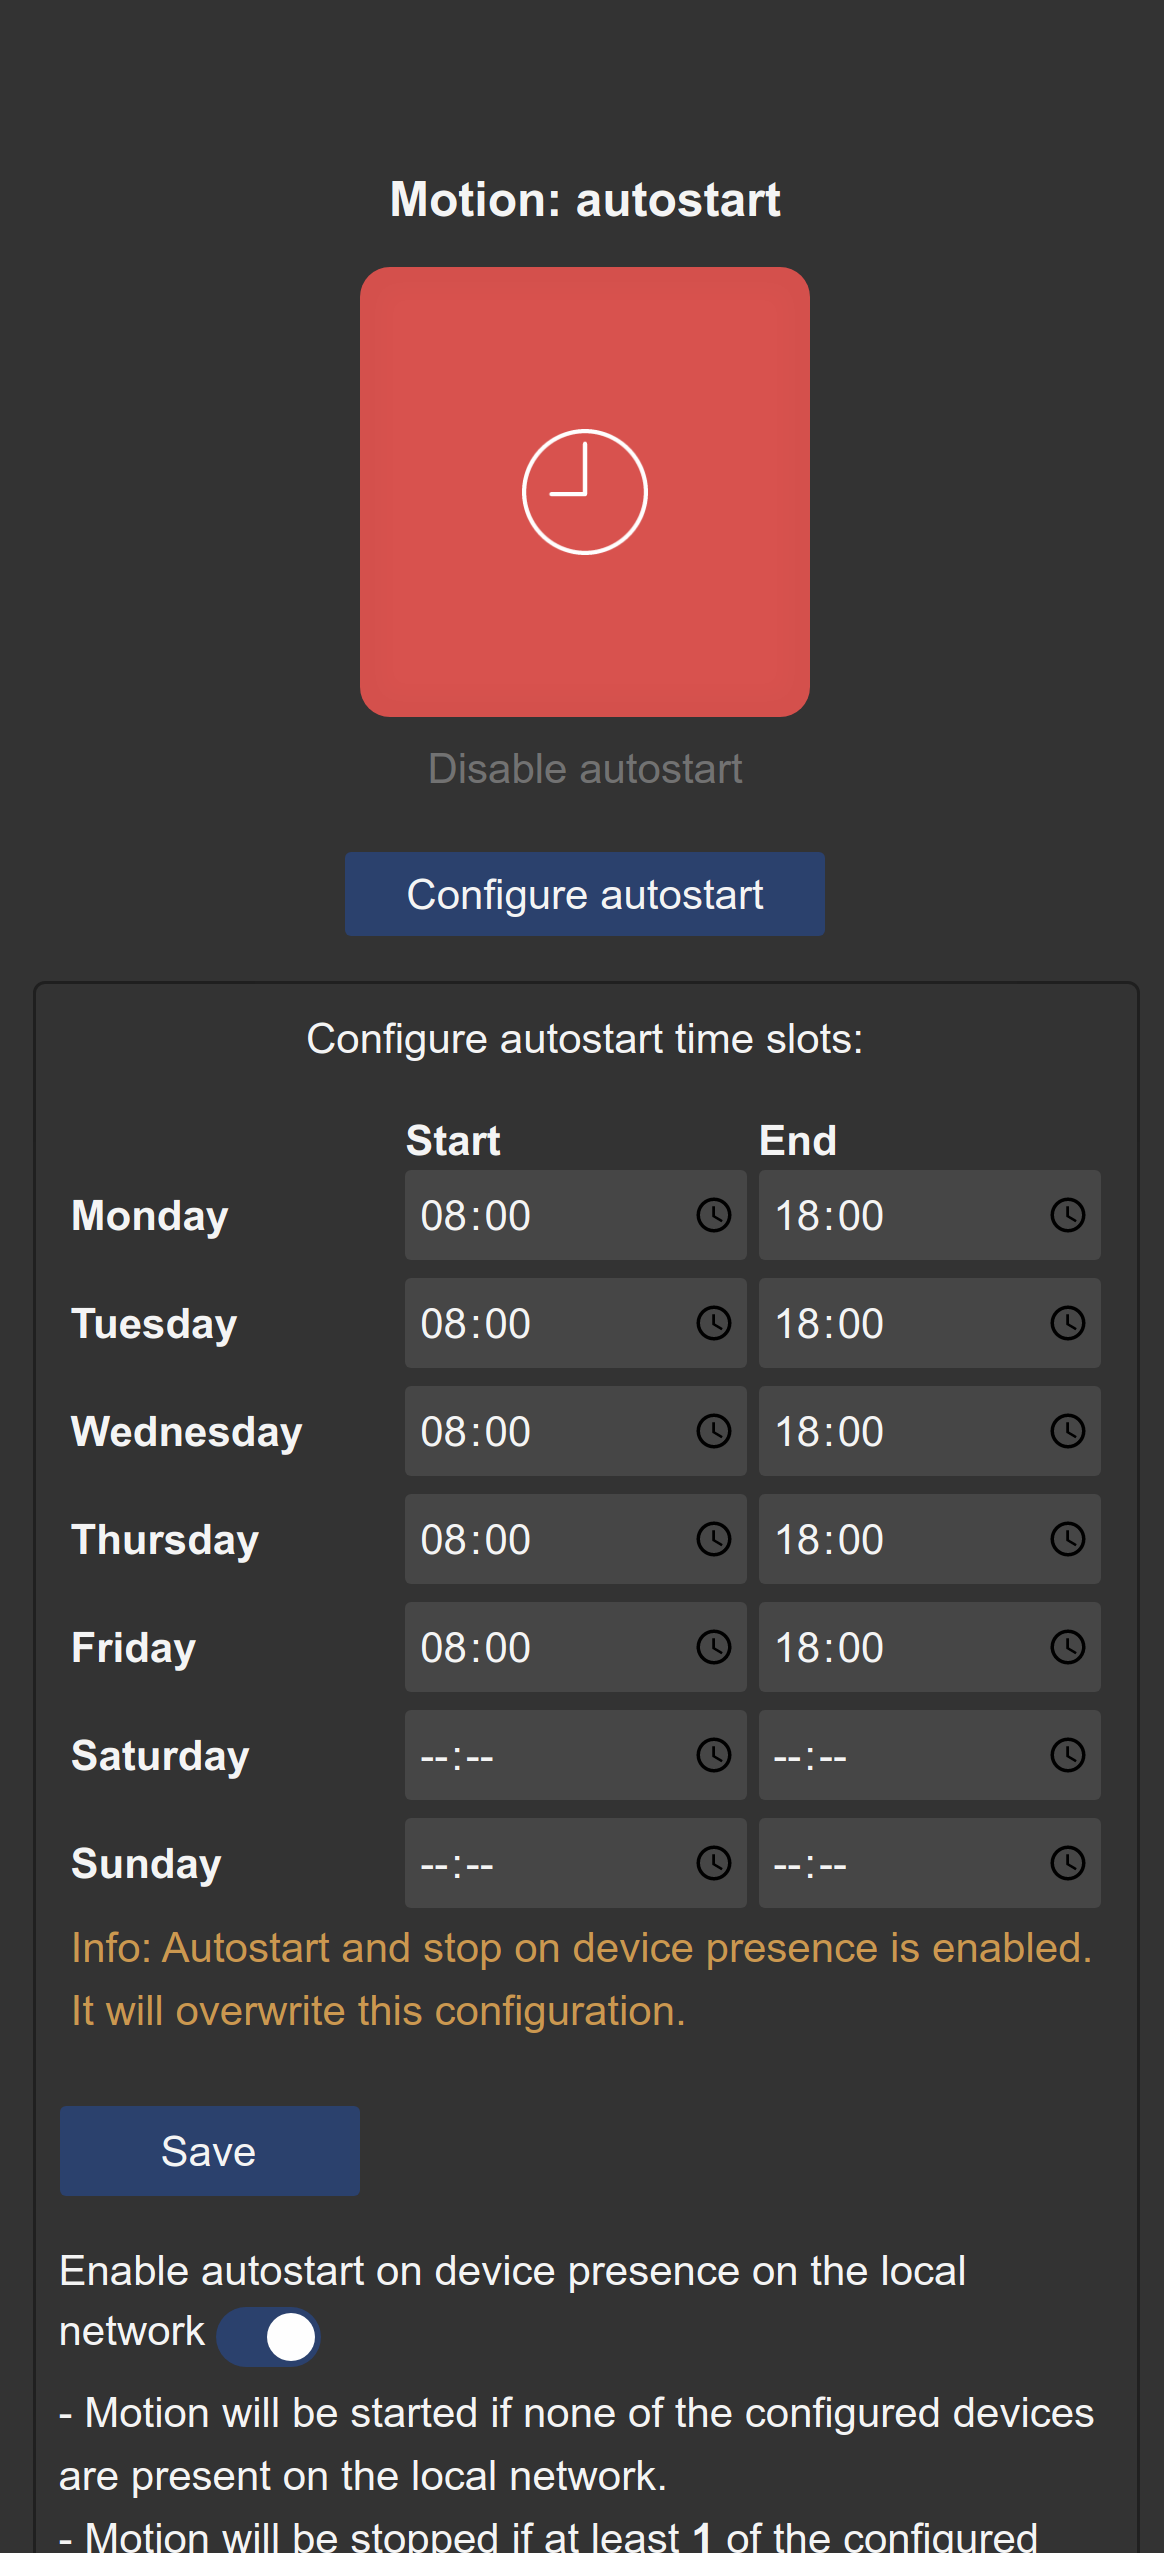 Motion: autostart
Disable autostart
Configure autostart
Configure autostart time slots:
Start End
Monday 08:00 18:00
Tuesday 08:00 18:00
Wednesday 08:00 18:00
Thursday 08:00 18:00
Friday 08:00 18:00
Saturday --:-- --:--
Sunday --:-- --:--
Info: Autostart and stop on device presence is enabled.
It will overwrite this configuration.
Save
Enable autostart on device presence on the local
network
- Motion will be started if none of the configured devices
are present on the local network.
- Motion will be stopped if at least 1 of the configured